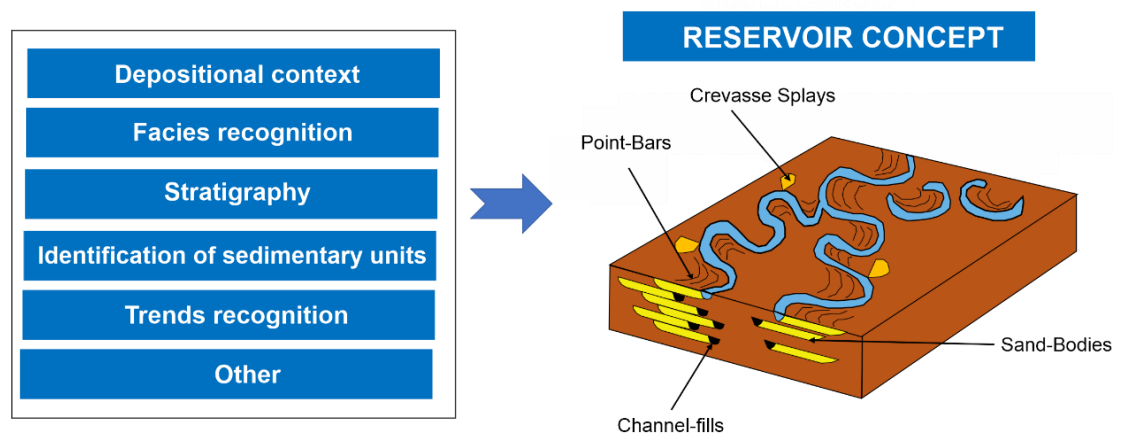 Depositional context
Facies recognition
Stratigraphy
Identification of sedimentary units
Trends recognition
Other
RESERVOIR CONCEPT
Crevasse Splays
Point-Bars
Sand-Bodies
Channel-fills